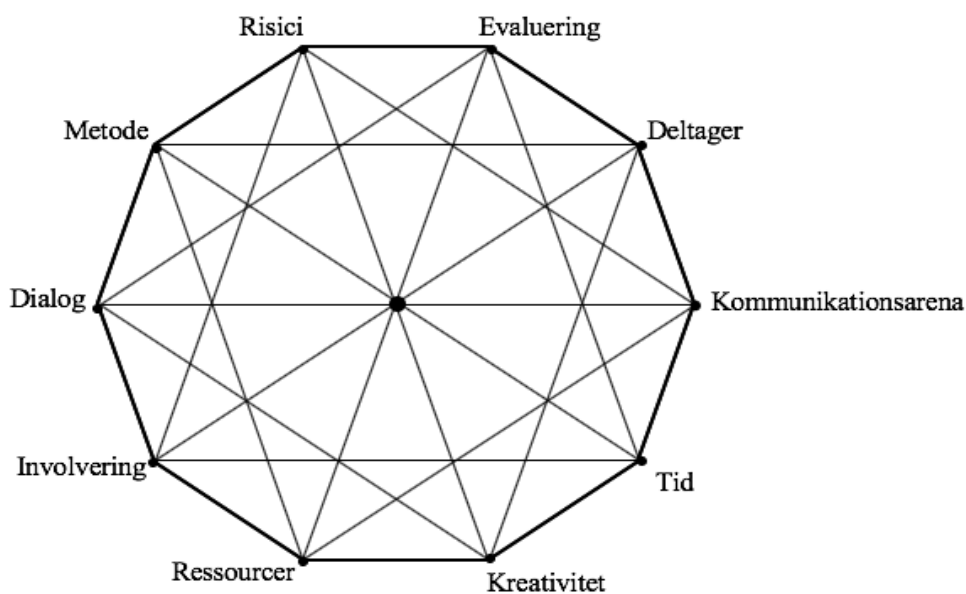 Risici
Evaluering
Metode
Deltager
Dialog
Kommunikationsarena
Involvering
Tid
Ressourcer
Kreativitet